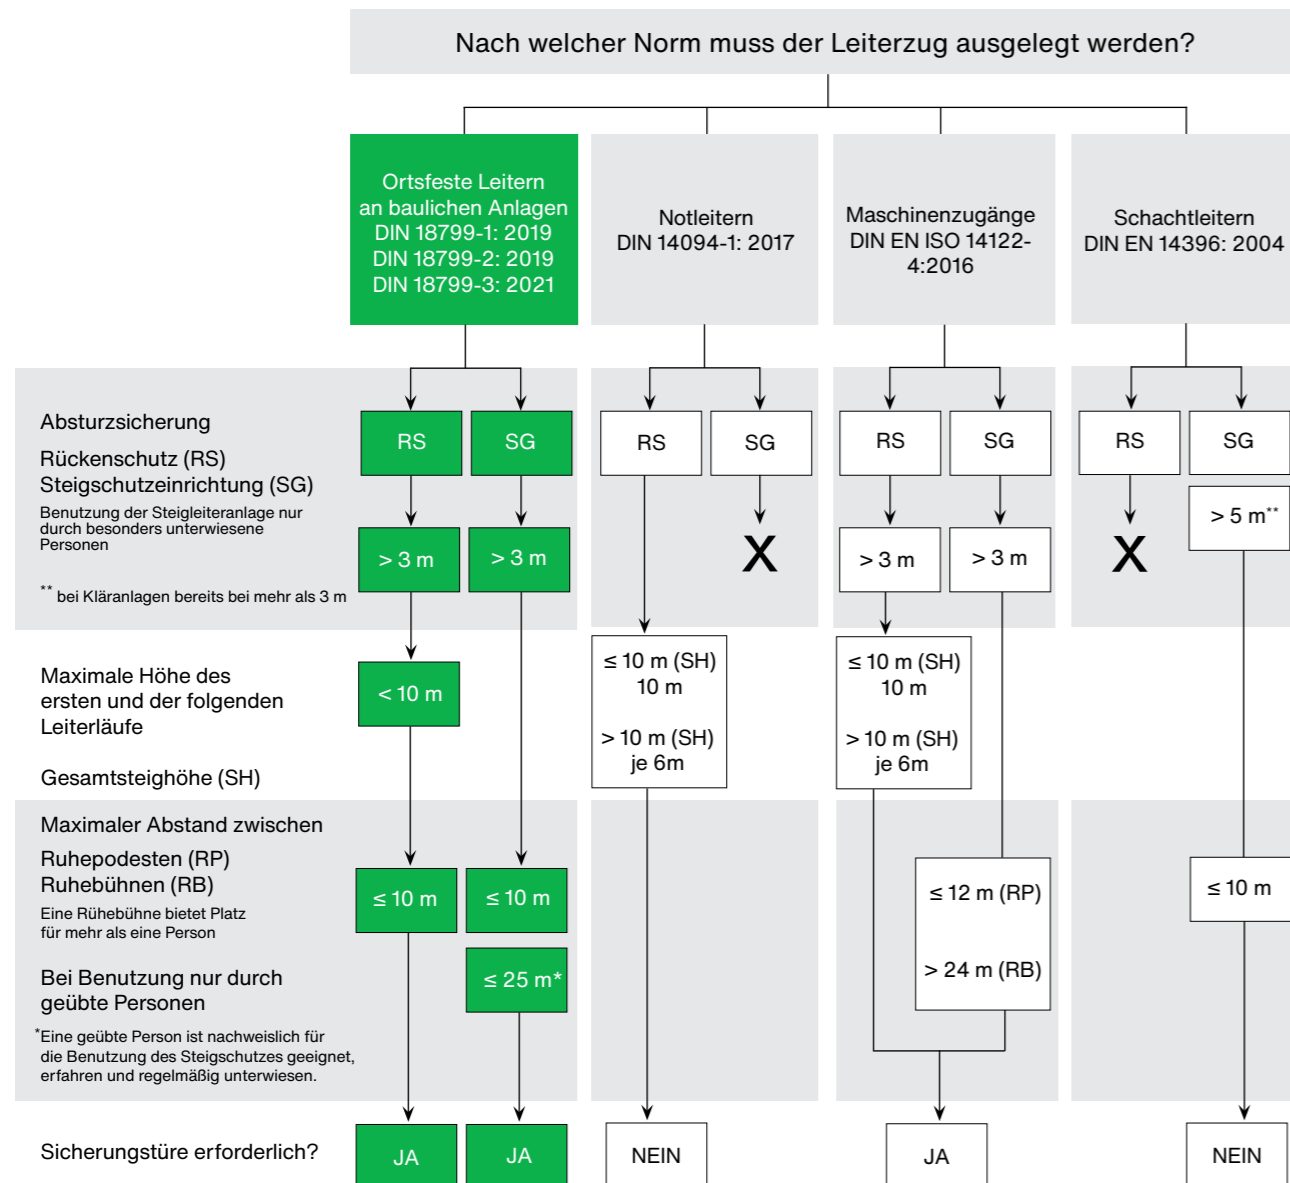 Nach welcher Norm muss der Leiterzug ausgelegt werden?
Ortsfeste Leitern
an baulichen Anlagen
DIN 18799-1: 2019
DIN 18799-2: 2019
DIN 18799-3: 2021
Notleitern
DIN 14094-1: 2017
Maschinenzugänge
DIN EN ISO 14122-
4:2016
Schachtleitern
DIN EN 14396: 2004
Absturzsicherung
Rückenschutz (RS)
Steigschutzeinrichtung (SG)
Benutzung der Steigleiteranlage nur
durch besonders unterwiesene
Personen
** bei Kläranlagen bereits bei mehr als 3 m
RS
SG
RS
SG
RS
SG
RS
SG
> 3 m
> 3 m
X
> 3 m
> 3 m
X
> 5 m**
Maximale Höhe des
ersten und der folgenden
Leiterläufe
Gesamtsteighöhe (SH)
< 10 m
≤ 10 m (SH)
10 m
> 10 m (SH)
je 6m
≤ 10 m (SH)
10 m
> 10 m (SH)
je 6m
Maximaler Abstand zwischen
Ruhepodesten (RP)
Ruhebühnen (RB)
Eine Rühebühne bietet Platz
für mehr als eine Person
Bei Benutzung nur durch
geübte Personen
*Eine geübte Person ist nachweislich für
die Benutzung des Steigschutzes geeignet,
erfahren und regelmäßig unterwiesen.
≤ 10 m
≤ 10 m
≤ 25 m*
≤ 12 m (RP)
> 24 m (RB)
≤ 10 m
Sicherungstüre erforderlich?
JA
JA
NEIN
JA
NEIN